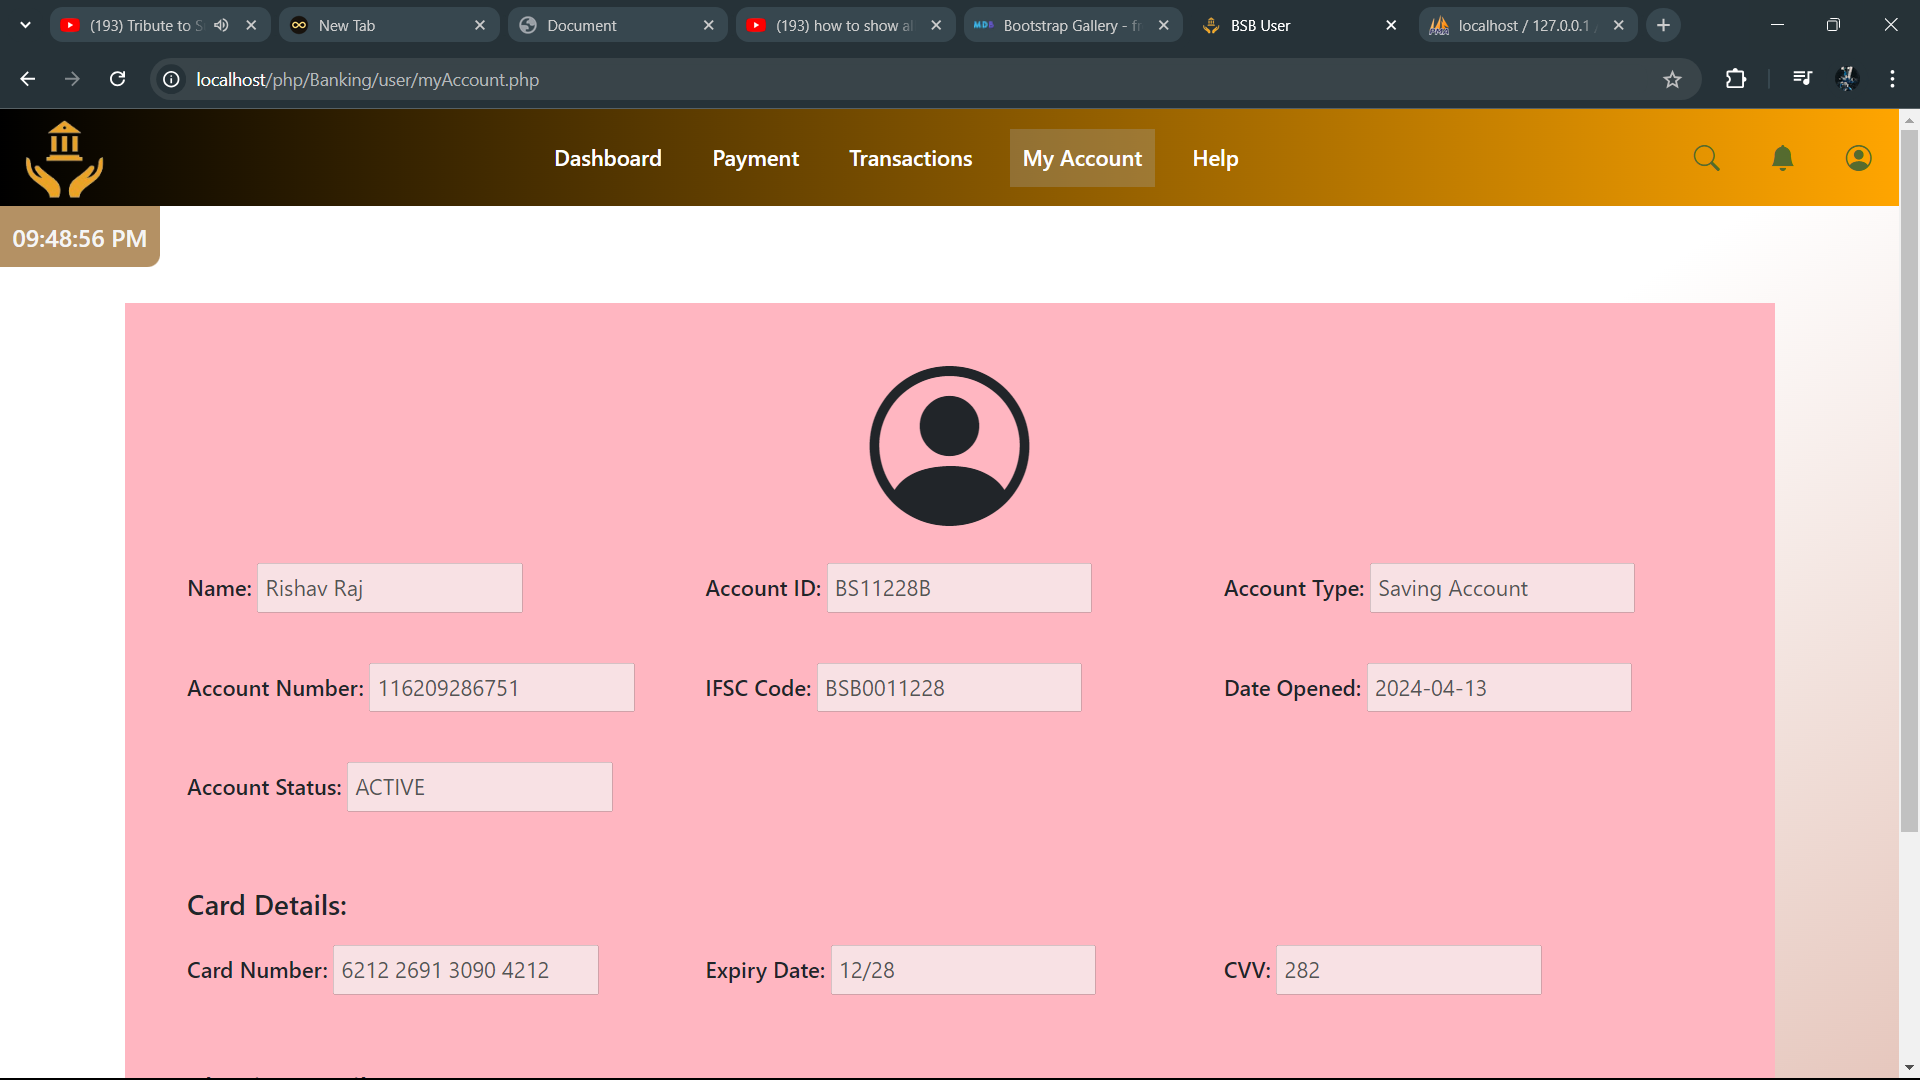 (193) Tribute to S
New Tab
Document
(193) how to show al
MDB Bootstrap Gallery - fr
BSB User
localhost / 127.0.0.1 /
localhost/php/Banking/user/myAccount.php
Dashboard Payment Transactions My Account Help
09:48:56 PM
Name: Rishav Raj Account ID: BS11228B Account Type: Saving Account
Account Number: 116209286751 IFSC Code: BSB0011228 Date Opened: 2024-04-13
Account Status: ACTIVE
Card Details:
Card Number: 6212 2691 3090 4212 Expiry Date: 12/28 CVV: 282